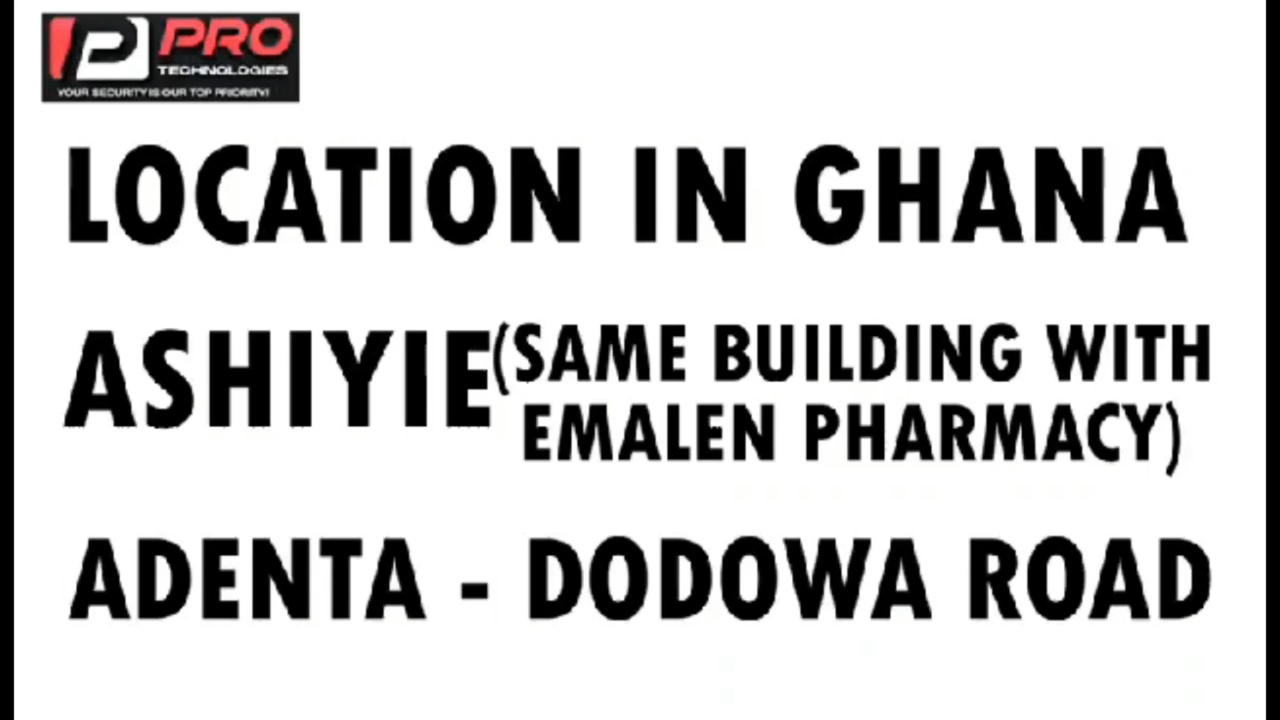 PRO
TECHNOLOGIES
YOUR SECURITY IS OUR TOP PRIORITY!
LOCATION IN GHANA
ASHIYIE (SAME BUILDING WITH
EMALEN PHARMACY)
ADENTA - DODOWA ROAD